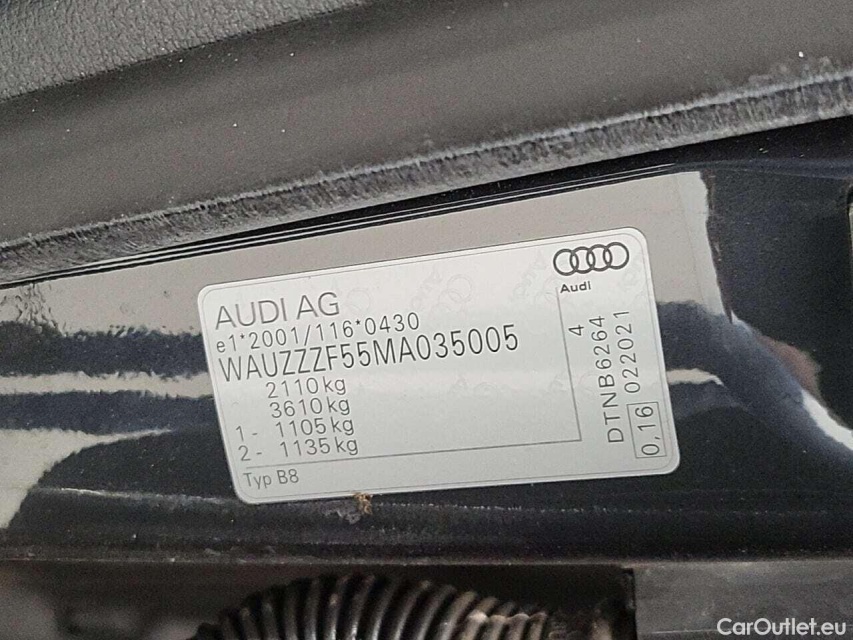 AUDI AG
e1*2001/116*0430
WAUZZZF55MA035005
2110 kg
3610 kg
1 - 1105 kg
2 - 1135 kg
Typ B8
Audi
4
DTNB6264
022021
0,16
CarOutlet.eu